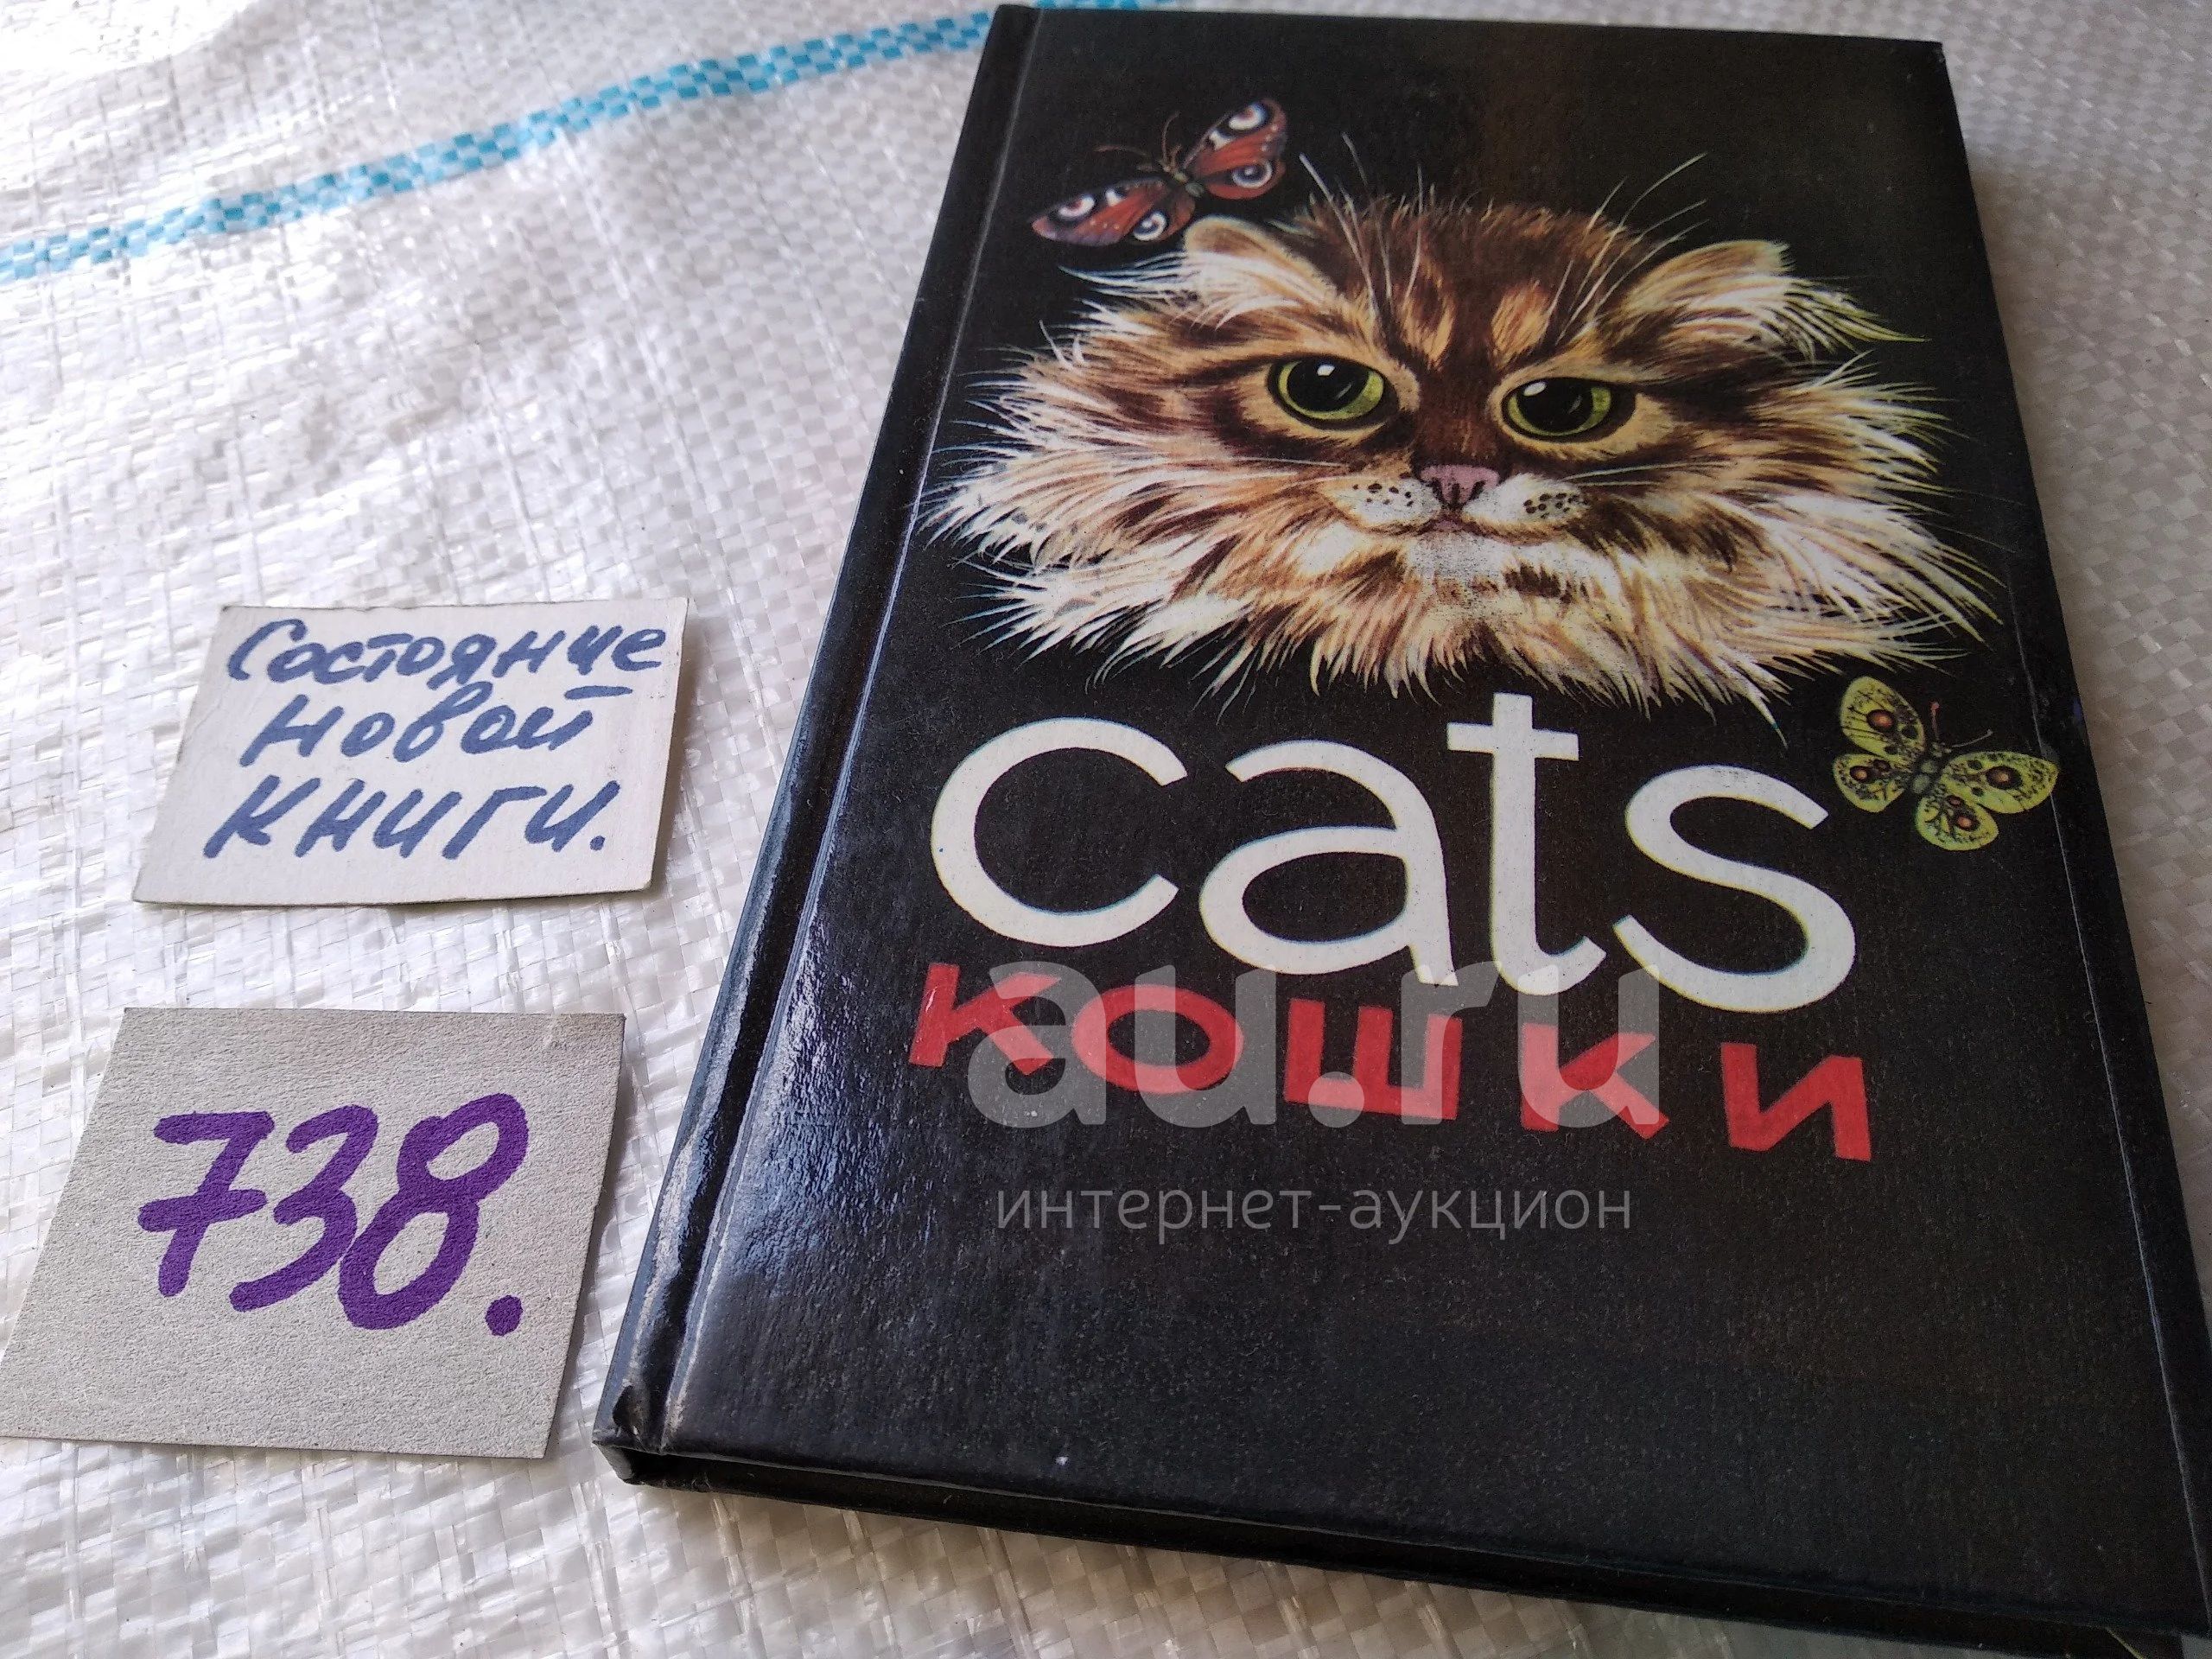 Состояние
новой
книги.
738.
cats
кошки
au.ru
интернет-аукцион